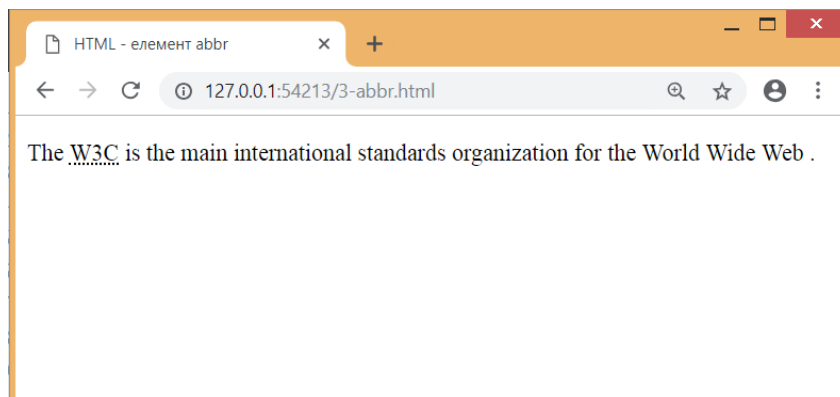 HTML - елемент abbr
127.0.0.1:54213/3-abbr.html
The W3C is the main international standards organization for the World Wide Web .